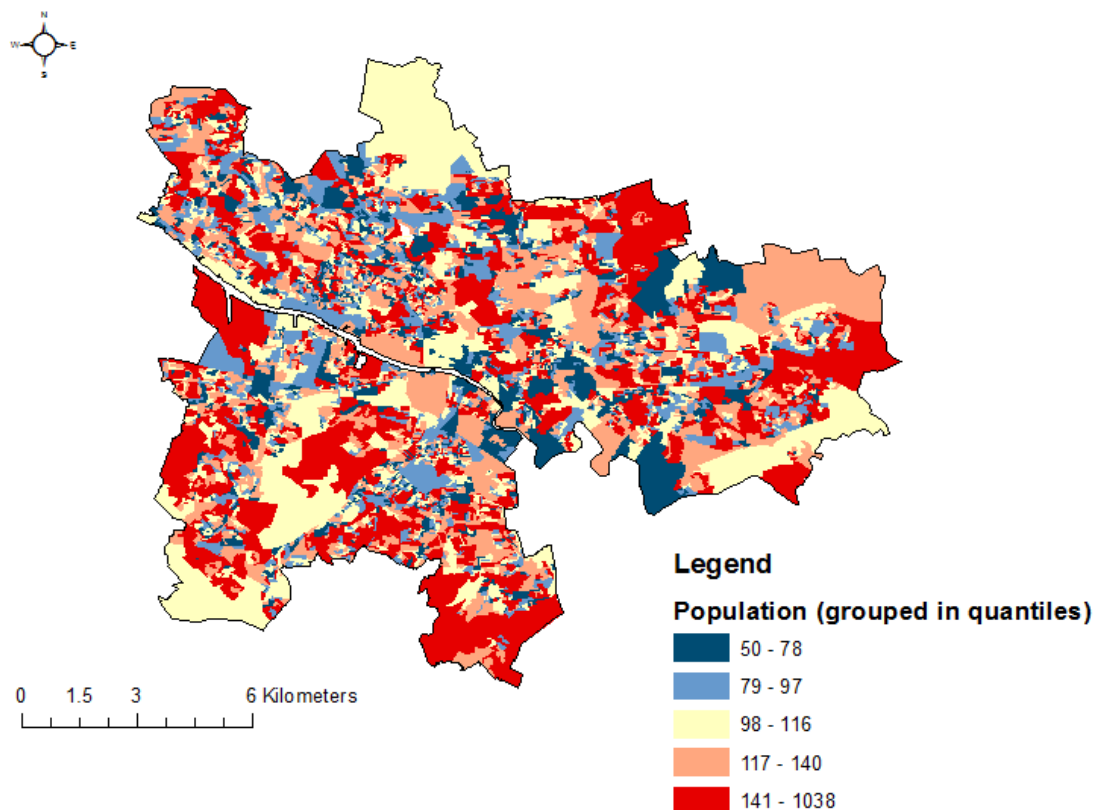 N
W E
S
Legend
Population (grouped in quantiles)
50 - 78
79 - 97
98 - 116
117 - 140
141 - 1038
0 1.5 3 6 Kilometers